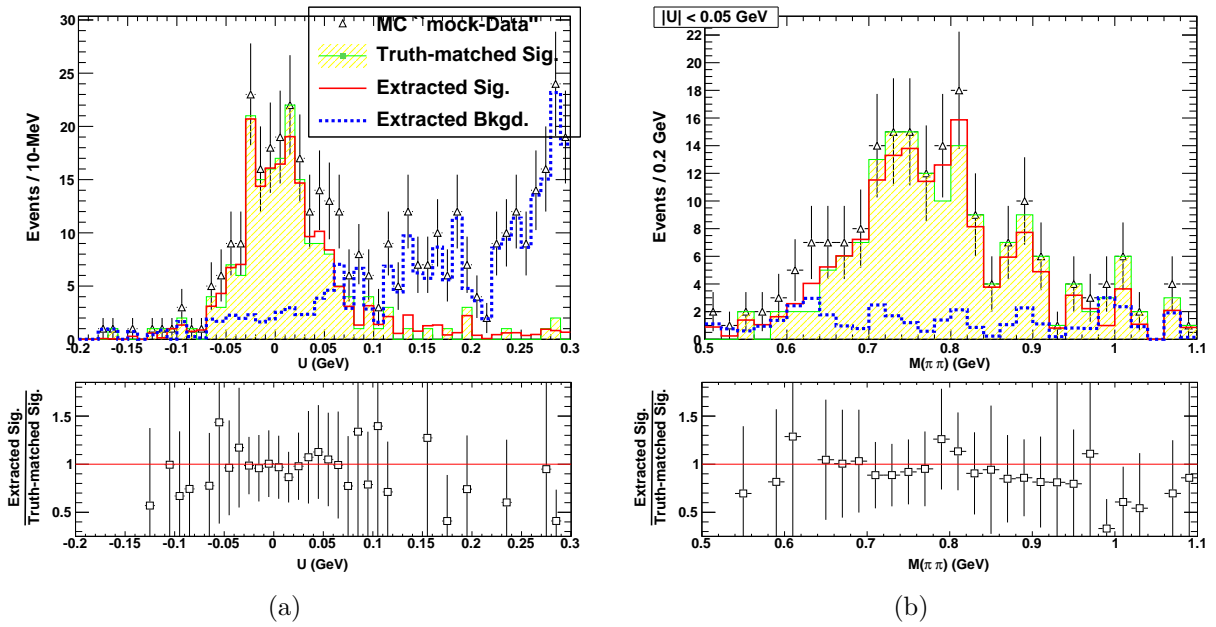 MC ``mock-Data"
Truth-matched Sig.
Extracted Sig.
Extracted Bkgd.
Events / 10-MeV
30
25
20
15
10
5
0
-0.2 -0.15 -0.1 -0.05 0 0.05 0.1 0.15 0.2 0.25 0.3
U (GeV)
Extracted Sig.
Truth-matched Sig.
1.5
1
0.5
-0.2 -0.15 -0.1 -0.05 0 0.05 0.1 0.15 0.2 0.25 0.3
U (GeV)
(a)
|U| < 0.05 GeV
Events / 0.2 GeV
22
20
18
16
14
12
10
8
6
4
2
0
0.5 0.6 0.7 0.8 0.9 1 1.1
M(π π) (GeV)
Extracted Sig.
Truth-matched Sig.
1.5
1
0.5
0.5 0.6 0.7 0.8 0.9 1 1.1
M(π π) (GeV)
(b)